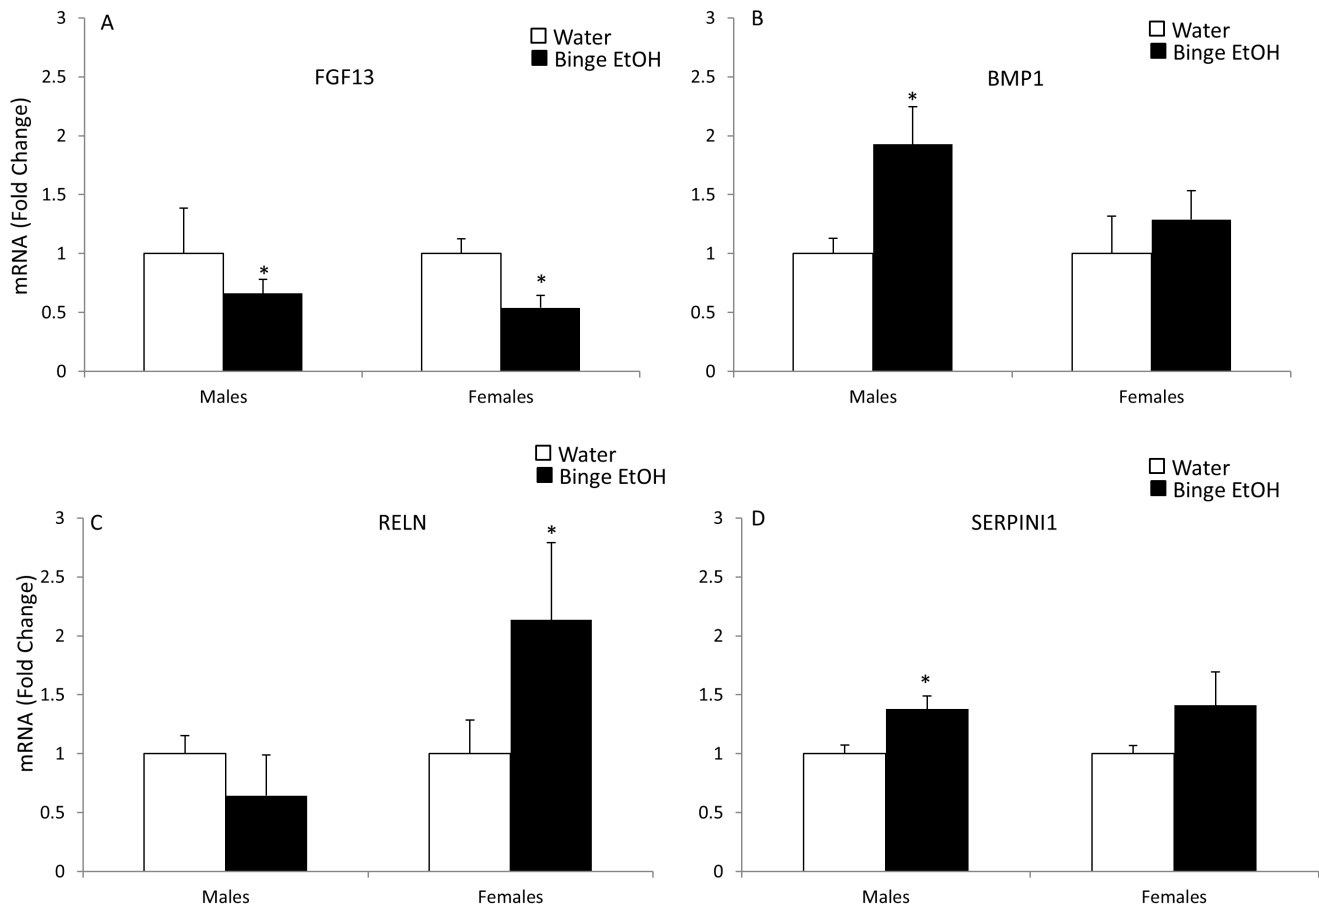 A
FGF13
Water
Binge EtOH
mRNA (Fold Change)
3
2.5
2
1.5
1
0.5
0
*
*
Males
Females
B
BMP1
Water
Binge EtOH
3
2.5
2
1.5
1
0.5
0
*
Males
Females
C
RELN
Water
Binge EtOH
mRNA (Fold Change)
3
2.5
2
1.5
1
0.5
0
*
Males
Females
D
SERPINI1
Water
Binge EtOH
3
2.5
2
1.5
1
0.5
0
*
Males
Females